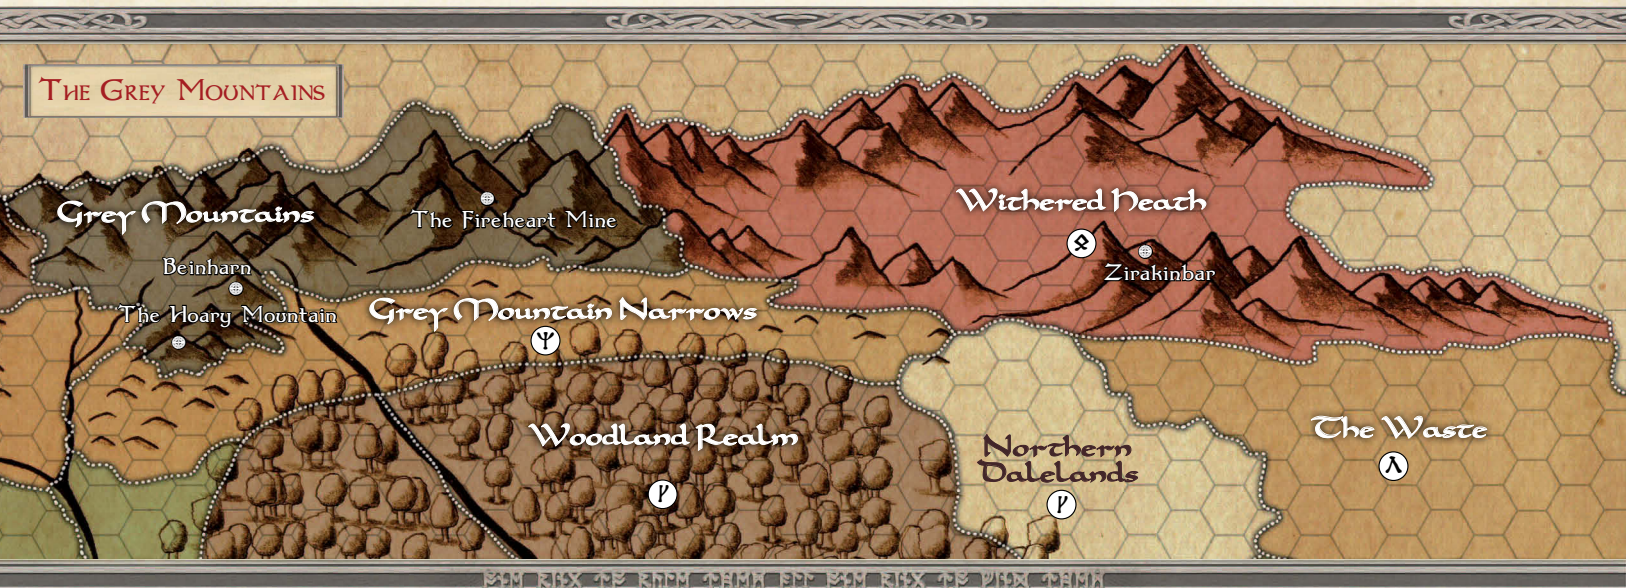 The Grey Mountains
Grey Mountains
The Fireheart Mine
Beinharn
The Hoary Mountain
Withered Heath
ᛟ
Zirakinbar
Grey Mountain Narrows
Woodland Realm
ᚠ
Northern
Dalelands
ᚠ
The Waste